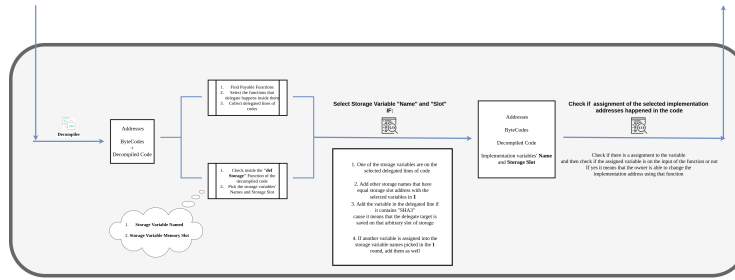 Decompiler
Addresses
ByteCodes
+
Decompiled Code
1. Find Payable Functions
2. Select the functions that
delegate happens inside them
3. Collect delegated lines of
codes
1. Check inside the "def
Storage" Function of the
decompiled code
2. Pick the storage variables'
Names and Storage Slot
1. Storage Variable Named
2. Storage Variable Memory Slot
Select Storage Variable "Name" and "Slot"
IF:
1. One of the storage variables are on the
selected delegated lines of code
2. Add other storage names that have
equal storage slot address with the
selected variables in 1
3. Add the variable in the delegated line if
it contains "SHA3"
cause it means that the delegate target is
saved on that arbitrary slot of storage
4. If another variable is assigned into the
storage variable names picked in the 1
round, add them as well
Addresses
ByteCodes
Decompiled Code
Implementation variables' Name
and Storage Slot
Check if assignment of the selected implementation
addresses happened in the code
Check if there is a assignment to the variable
and then check if the assigned variable is on the input of the function or not
If yes it means that the owner is able to change the
implementation address using that function